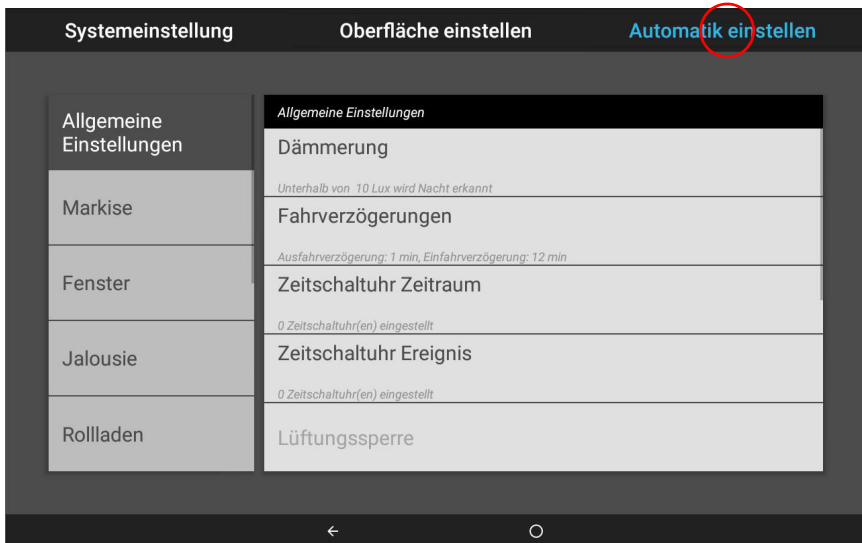 Systemeinstellung
Oberfläche einstellen
Automatik einstellen
Allgemeine
Einstellungen
Markise
Fenster
Jalousie
Rollladen
Allgemeine Einstellungen
Dämmerung
Unterhalb von 10 Lux wird Nacht erkannt
Fahrverzögerungen
Ausfahrverzögerung: 1 min, Einfahrverzögerung: 12 min
Zeitschaltuhr Zeitraum
0 Zeitschaltuhr(en) eingestellt
Zeitschaltuhr Ereignis
0 Zeitschaltuhr(en) eingestellt
Lüftungssperre